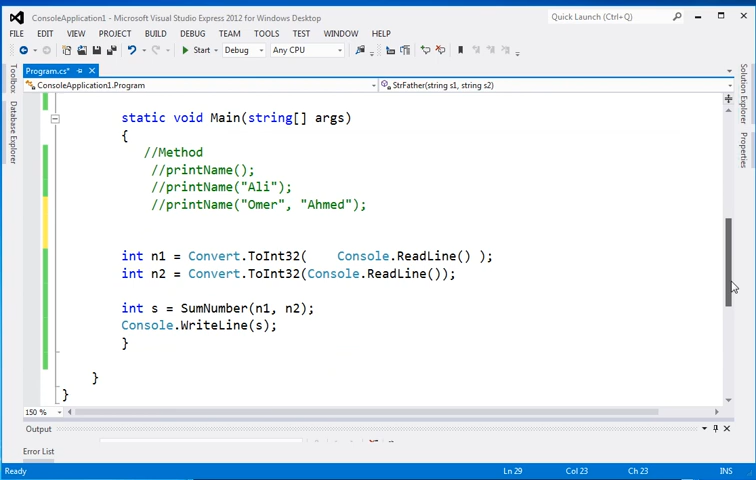 ConsoleApplication1 - Microsoft Visual Studio Express 2012 for Windows Desktop
Quick Launch (Ctrl+Q)
FILE EDIT VIEW PROJECT BUILD DEBUG TEAM TOOLS TEST WINDOW HELP
Start Debug Any CPU
Program.cs*
ConsoleApplication1.Program StrFather(string s1, string s2)
Toolbox
Database Explorer
Solution Explorer
Properties
static void Main(string[] args)
{
//Method
//printName();
//printName("Ali");
//printName("Omer", "Ahmed");
int n1 = Convert.ToInt32(    Console.ReadLine() );
int n2 = Convert.ToInt32(Console.ReadLine());
int s = SumNumber(n1, n2);
Console.WriteLine(s);
}
}
}
150 %
Output
Error List
Ready Ln 29 Col 23 Ch 23 INS